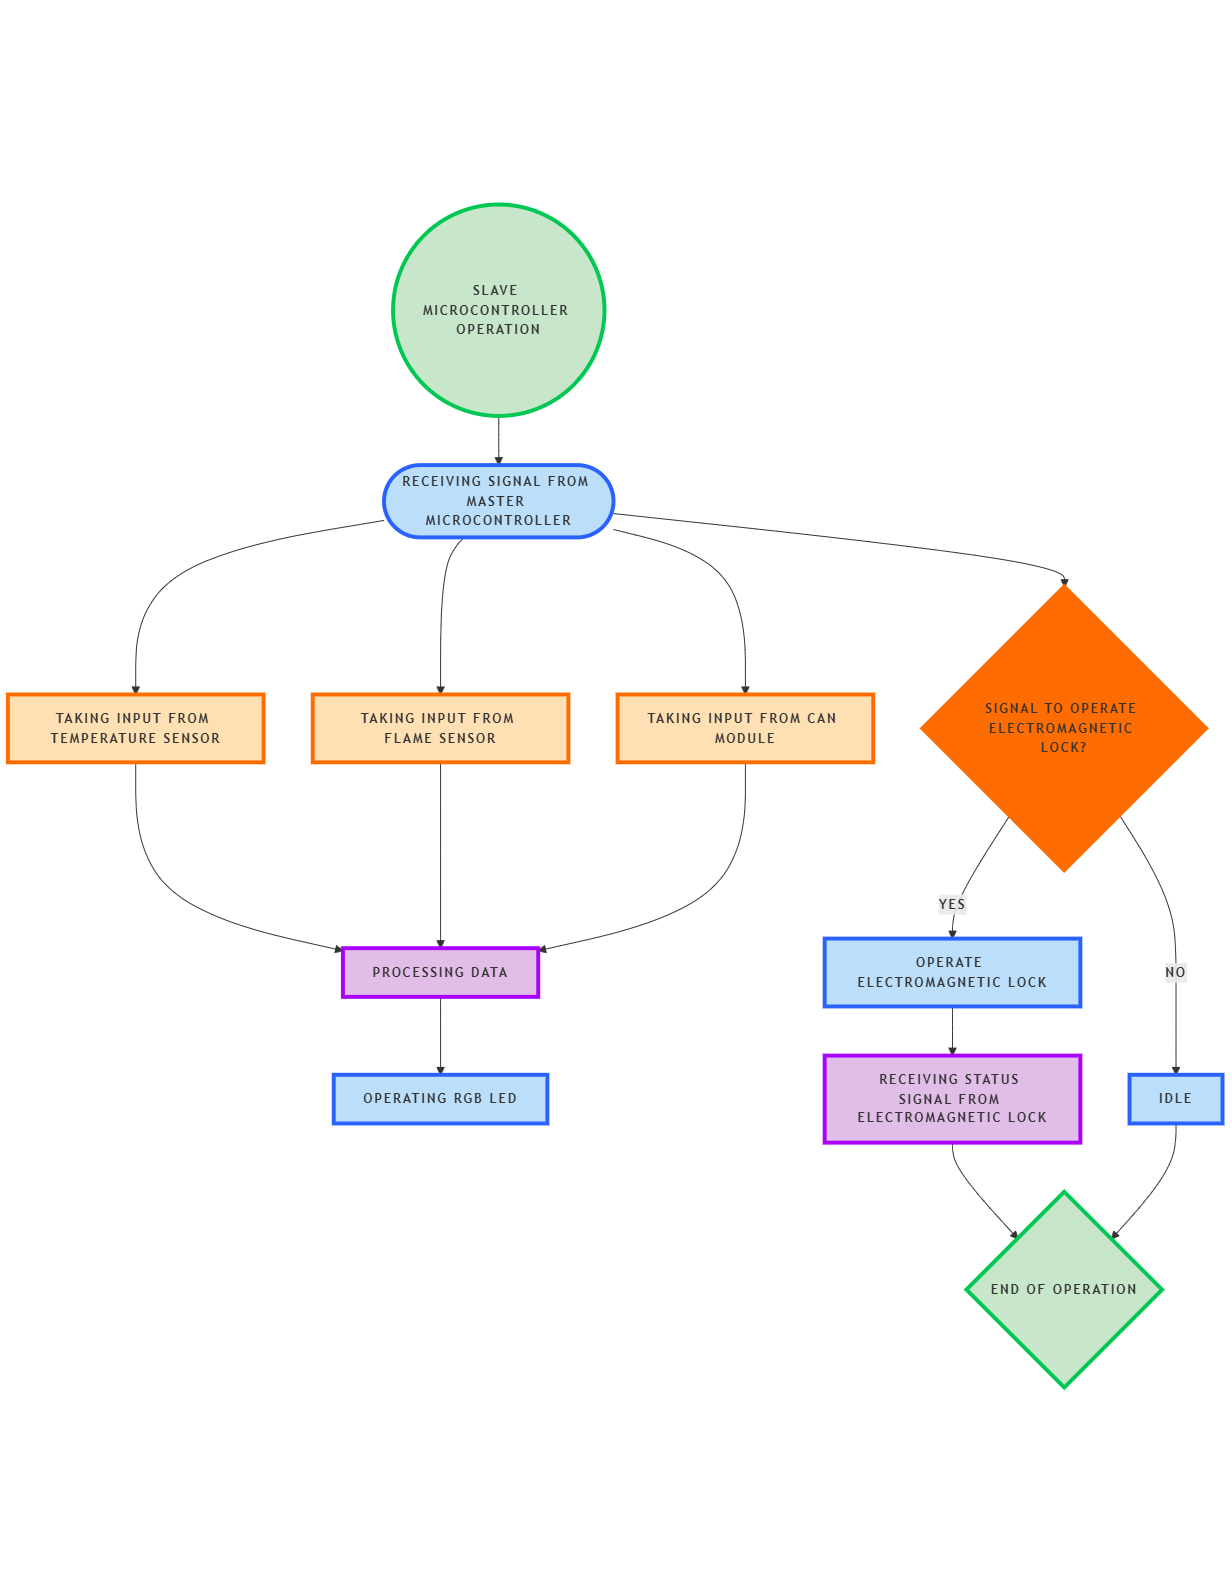 SLAVE
MICROCONTROLLER
OPERATION
RECEIVING SIGNAL FROM
MASTER
MICROCONTROLLER
TAKING INPUT FROM
TEMPERATURE SENSOR
TAKING INPUT FROM
FLAME SENSOR
TAKING INPUT FROM CAN
MODULE
SIGNAL TO OPERATE
ELECTROMAGNETIC
LOCK?
YES
NO
PROCESSING DATA
OPERATE
ELECTROMAGNETIC LOCK
OPERATING RGB LED
RECEIVING STATUS
SIGNAL FROM
ELECTROMAGNETIC LOCK
IDLE
END OF OPERATION